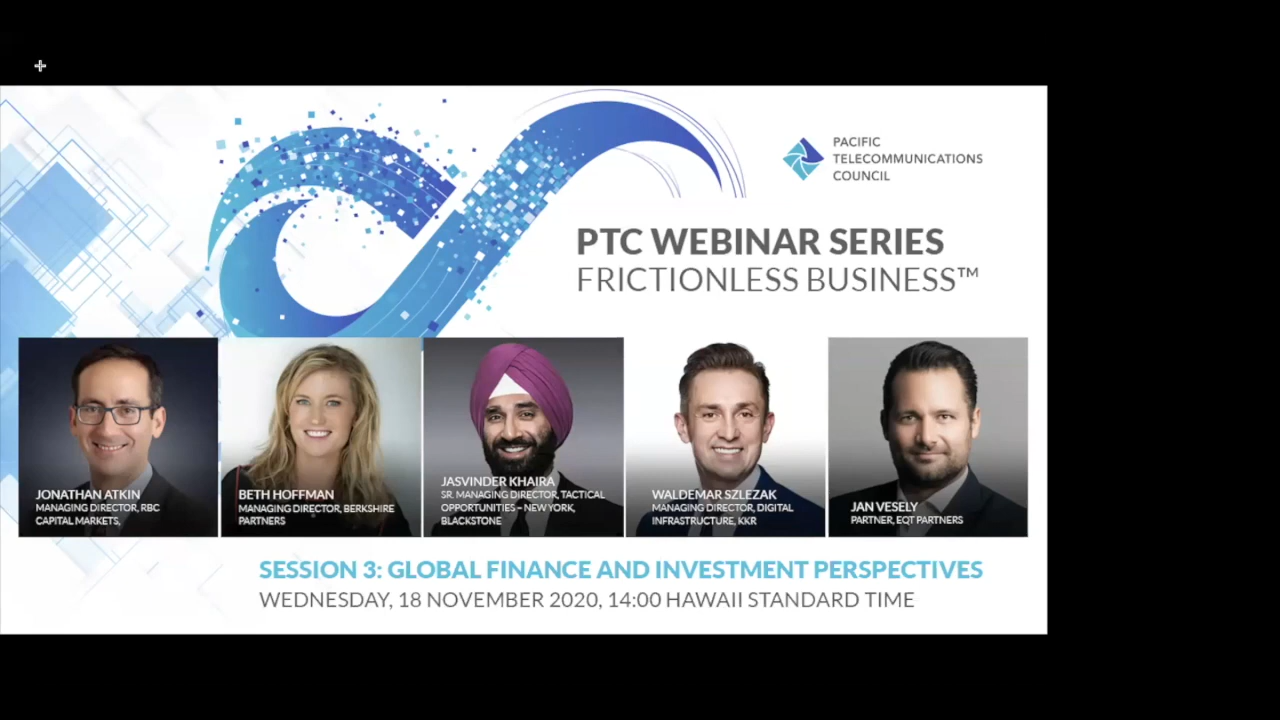 PACIFIC
TELECOMMUNICATIONS
COUNCIL
PTC WEBINAR SERIES
FRICTIONLESS BUSINESS™
JONATHAN ATKIN
MANAGING DIRECTOR, RBC
CAPITAL MARKETS,
BETH HOFFMAN
MANAGING DIRECTOR, BERKSHIRE
PARTNERS
JASVINDER KHAIRA
SR. MANAGING DIRECTOR, TACTICAL
OPPORTUNITIES – NEW YORK,
BLACKSTONE
WALDEMAR SZLEZAK
MANAGING DIRECTOR, DIGITAL
INFRASTRUCTURE, KKR
JAN VESELY
PARTNER, EQT PARTNERS
SESSION 3: GLOBAL FINANCE AND INVESTMENT PERSPECTIVES
WEDNESDAY, 18 NOVEMBER 2020, 14:00 HAWAII STANDARD TIME